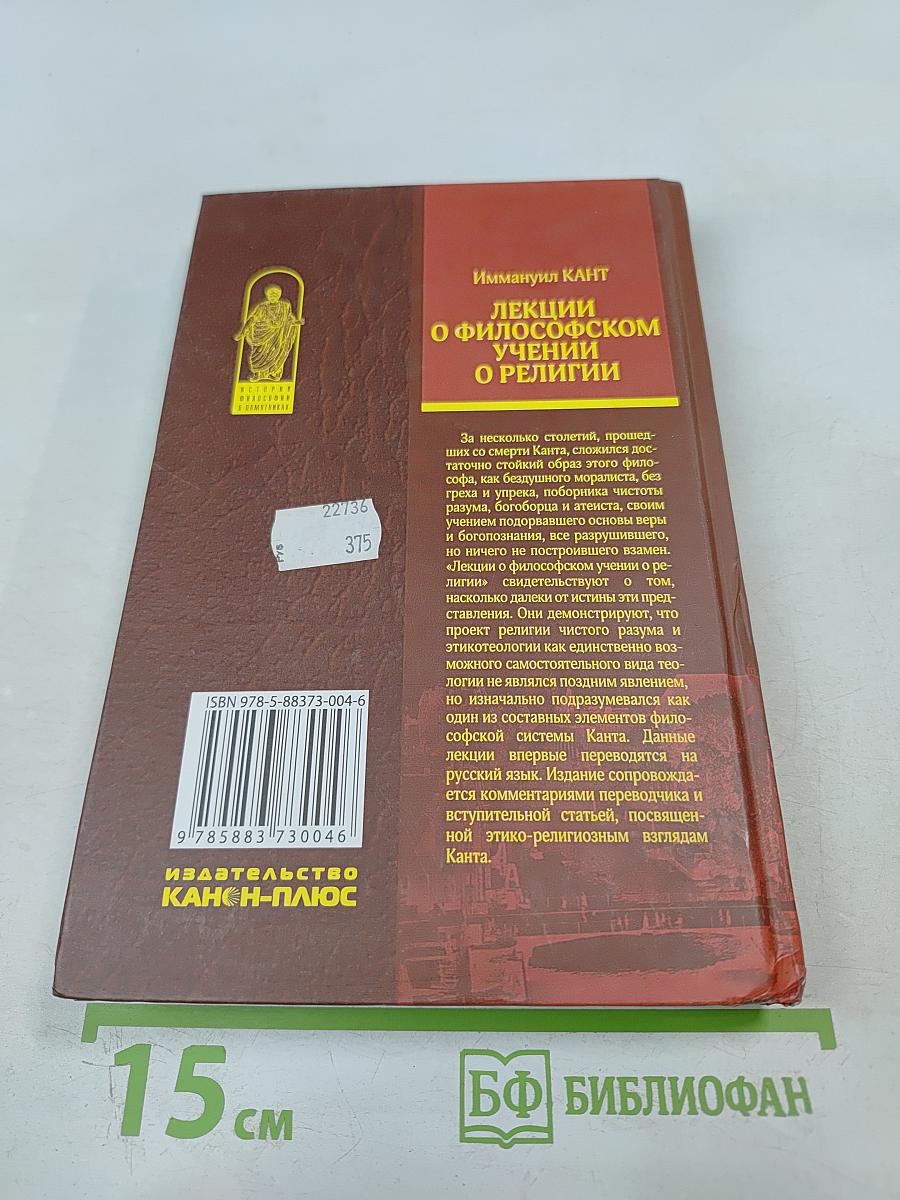 Иммануил КАНТ
ЛЕКЦИИ
О ФИЛОСОФСКОМ
УЧЕНИИ
О РЕЛИГИИ
ИСТОРИЯ
ФИЛОСОФИИ
В ПАМЯТНИКАХ
За несколько столетий, прошед-
ших со смерти Канта, сложился дос-
таточно стойкий образ этого фило-
софа, как бездушного моралиста, без
греха и упрека, поборника чистоты
разума, богоборца и атеиста, своим
учением подорвавшего основы веры
и богопознания, все разрушившего,
но ничего не построившего взамен.
«Лекции о философском учении о ре-
лигии» свидетельствуют о том,
насколько далеки от истины эти пред-
ставления. Они демонстрируют, что
проект религии чистого разума и
этикотеологии как единственно воз-
можного самостоятельного вида тео-
логии не являлся поздним явлением,
но изначально подразумевался как
один из составных элементов фило-
софской системы Канта. Данные
лекции впервые переводятся на
русский язык. Издание сопровожда-
ется комментариями переводчика и
вступительной статьей, посвящен-
ной этико-религиозным взглядам
Канта.
22736
375
ISBN 978-5-88373-004-6
9 785883 730046
ИЗДАТЕЛЬСТВО
КАНОН-ПЛЮС
15 см
БФ БИБЛИОФАН